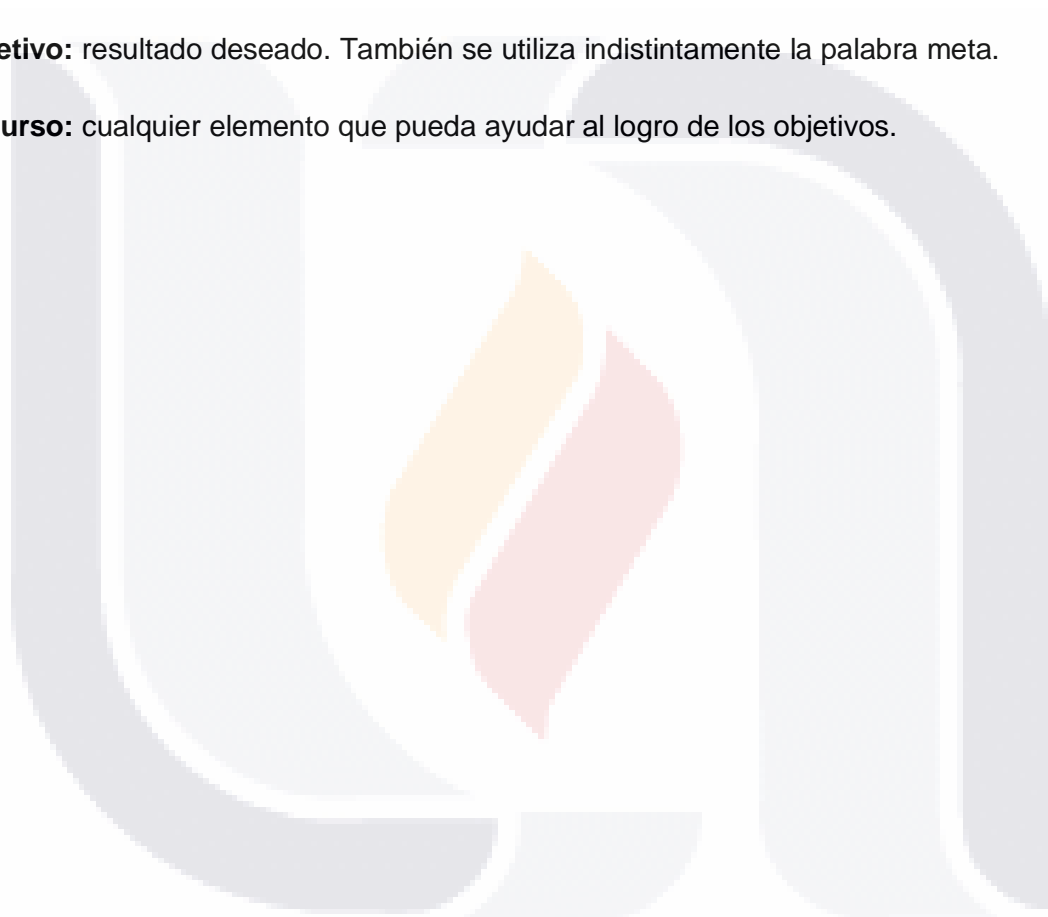 etivo: resultado deseado. También se utiliza indistintamente la palabra meta.
urso: cualquier elemento que pueda ayudar al logro de los objetivos.